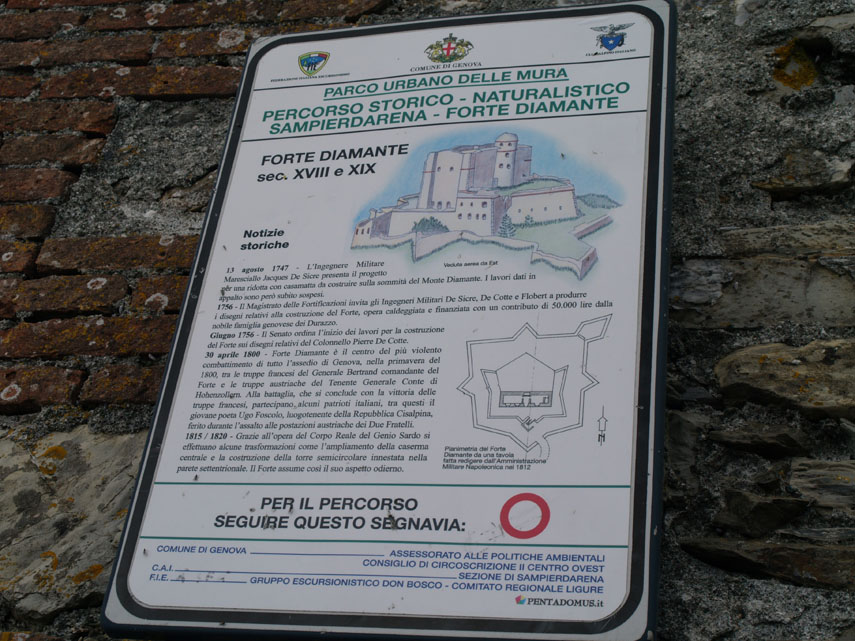 FEDERAZIONE ITALIANA ESCURSIONISMO
COMUNE DI GENOVA
CLUB ALPINO ITALIANO
PARCO URBANO DELLE MURA
PERCORSO STORICO - NATURALISTICO
SAMPIERDARENA - FORTE DIAMANTE
FORTE DIAMANTE
sec. XVIII e XIX
Notizie
storiche
Veduta aerea da Est
13 agosto 1747 - L'Ingegnere Militare
Maresciallo Jacques De Sicre presenta il progetto
per una ridotta con casamatta da costruire sulla sommità del Monte Diamante. I lavori dati in
appalto sono però subito sospesi.
1756 - Il Magistrato delle Fortificazioni invita gli Ingegneri Militari De Sicre, De Cotte e Flobert a produrre
i disegni relativi alla costruzione del Forte, opera caldeggiata e finanziata con un contributo di 50.000 lire dalla
nobile famiglia genovese dei Durazzo.
Giugno 1756 - Il Senato ordina l'inizio dei lavori per la costruzione
del Forte sui disegni relativi del Colonnello Pierre De Cotte.
30 aprile 1800 - Forte Diamante è il centro del più violento
combattimento di tutto l'assedio di Genova, nella primavera del
1800, tra le truppe francesi del Generale Bertrand comandante del
Forte e le truppe austriache del Tenente Generale Conte di
Hohenzollern. Alla battaglia, che si conclude con la vittoria delle
truppe francesi, partecipano alcuni patrioti italiani, tra questi il
giovane poeta Ugo Foscolo, luogotenente della Repubblica Cisalpina,
ferito durante l'assalto alle postazioni austriache dei Due Fratelli.
1815 / 1820 - Grazie all'opera del Corpo Reale del Genio Sardo si
effettuano alcune trasformazioni come l'ampliamento della caserma
centrale e la costruzione della torre semicircolare innestata nella
parete settentrionale. Il Forte assume così il suo aspetto odierno.
N
Planimetria del Forte
Diamante da una tavola
fatta redigere dall'Amministrazione
Militare Napoleonica nel 1812
PER IL PERCORSO
SEGUIRE QUESTO SEGNAVIA:
COMUNE DI GENOVA ASSESSORATO ALLE POLITICHE AMBIENTALI
CONSIGLIO DI CIRCOSCRIZIONE II CENTRO OVEST
C.A.I. SEZIONE DI SAMPIERDARENA
F.I.E. GRUPPO ESCURSIONISTICO DON BOSCO - COMITATO REGIONALE LIGURE
PENTADOMUS.it